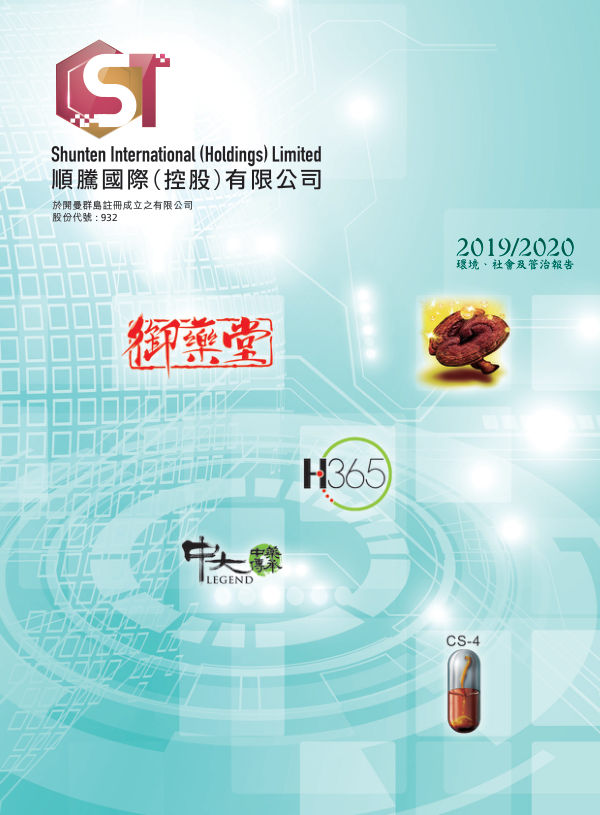 ST
Shunten International (Holdings) Limited
順騰國際(控股)有限公司
於開曼群島註冊成立之有限公司
股份代號 : 932
2019/2020
環境、社會及管治報告
御藥堂
H365
中大
中藥
傳承
LEGEND
CS-4